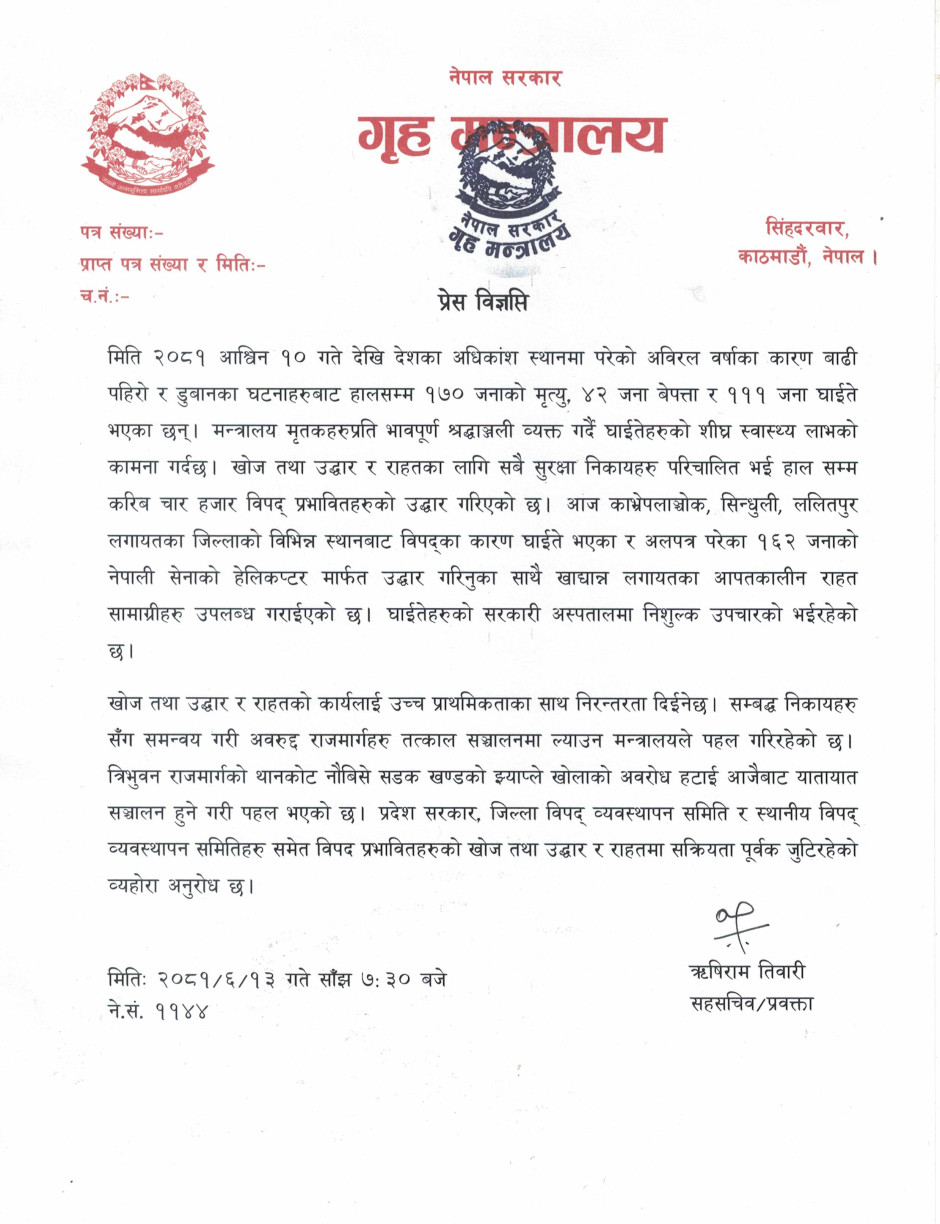 नेपाल सरकार
गृह मन्त्रालय
नेपाल सरकार
गृह मन्त्रालय
पत्र संख्याः-
प्राप्त पत्र संख्या र मितिः-
च.नं.ः-
सिंहदरवार,
काठमाडौं, नेपाल ।
प्रेस विज्ञप्ति
मिति २०८१ आश्विन १० गते देखि देशका अधिकांश स्थानमा परेको अविरल वर्षाका कारण बाढी
पहिरो र डुबानका घटनाहरुबाट हालसम्म १७० जनाको मृत्यु, ४२ जना बेपत्ता र १११ जना घाईते
भएका छन्। मन्त्रालय मृतकहरुप्रति भावपूर्ण श्रद्धाञ्जली व्यक्त गर्दै घाईतेहरुको शीघ्र स्वास्थ्य लाभको
कामना गर्दछ। खोज तथा उद्धार र राहतका लागि सबै सुरक्षा निकायहरु परिचालित भई हाल सम्म
करिब चार हजार विपद् प्रभावितहरुको उद्धार गरिएको छ। आज काभ्रेपलाञ्चोक, सिन्धुली, ललितपुर
लगायतका जिल्लाको विभिन्न स्थानबाट विपद्का कारण घाईते भएका र अलपत्र परेका १६२ जनाको
नेपाली सेनाको हेलिकप्टर मार्फत उद्धार गरिनुका साथै खाद्यान्न लगायतका आपतकालीन राहत
सामाग्रीहरु उपलब्ध गराईएको छ। घाईतेहरुको सरकारी अस्पतालमा निशुल्क उपचारको भईरहेको
छ।
खोज तथा उद्धार र राहतको कार्यलाई उच्च प्राथमिकताका साथ निरन्तरता दिईनेछ। सम्बद्ध निकायहरु
सँग समन्वय गरी अवरुद्द राजमार्गहरु तत्काल सञ्चालनमा ल्याउन मन्त्रालयले पहल गरिरहेको छ।
त्रिभुवन राजमार्गको थानकोट नौबिसे सडक खण्डको झ्याप्ले खोलाको अवरोध हटाई आजैबाट यातायात
सञ्चालन हुने गरी पहल भएको छ। प्रदेश सरकार, जिल्ला विपद् व्यवस्थापन समिति र स्थानीय विपद्
व्यवस्थापन समितिहरु समेत विपद प्रभावितहरुको खोज तथा उद्धार र राहतमा सक्रियता पूर्वक जुटिरहेको
व्यहोरा अनुरोध छ।
मितिः २०८१/६/१३ गते साँझ ७:३० बजे
ने.सं. ११४४
ऋषिराम तिवारी
सहसचिव/प्रवक्ता